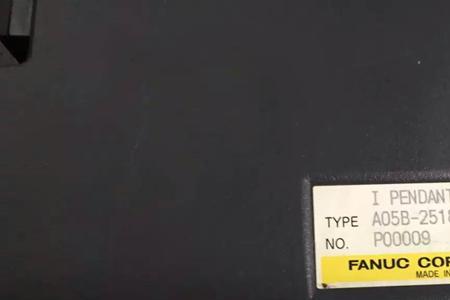 I PENDANT
TYPE A05B-2518
NO. P00009
FANUC COR
MADE IN